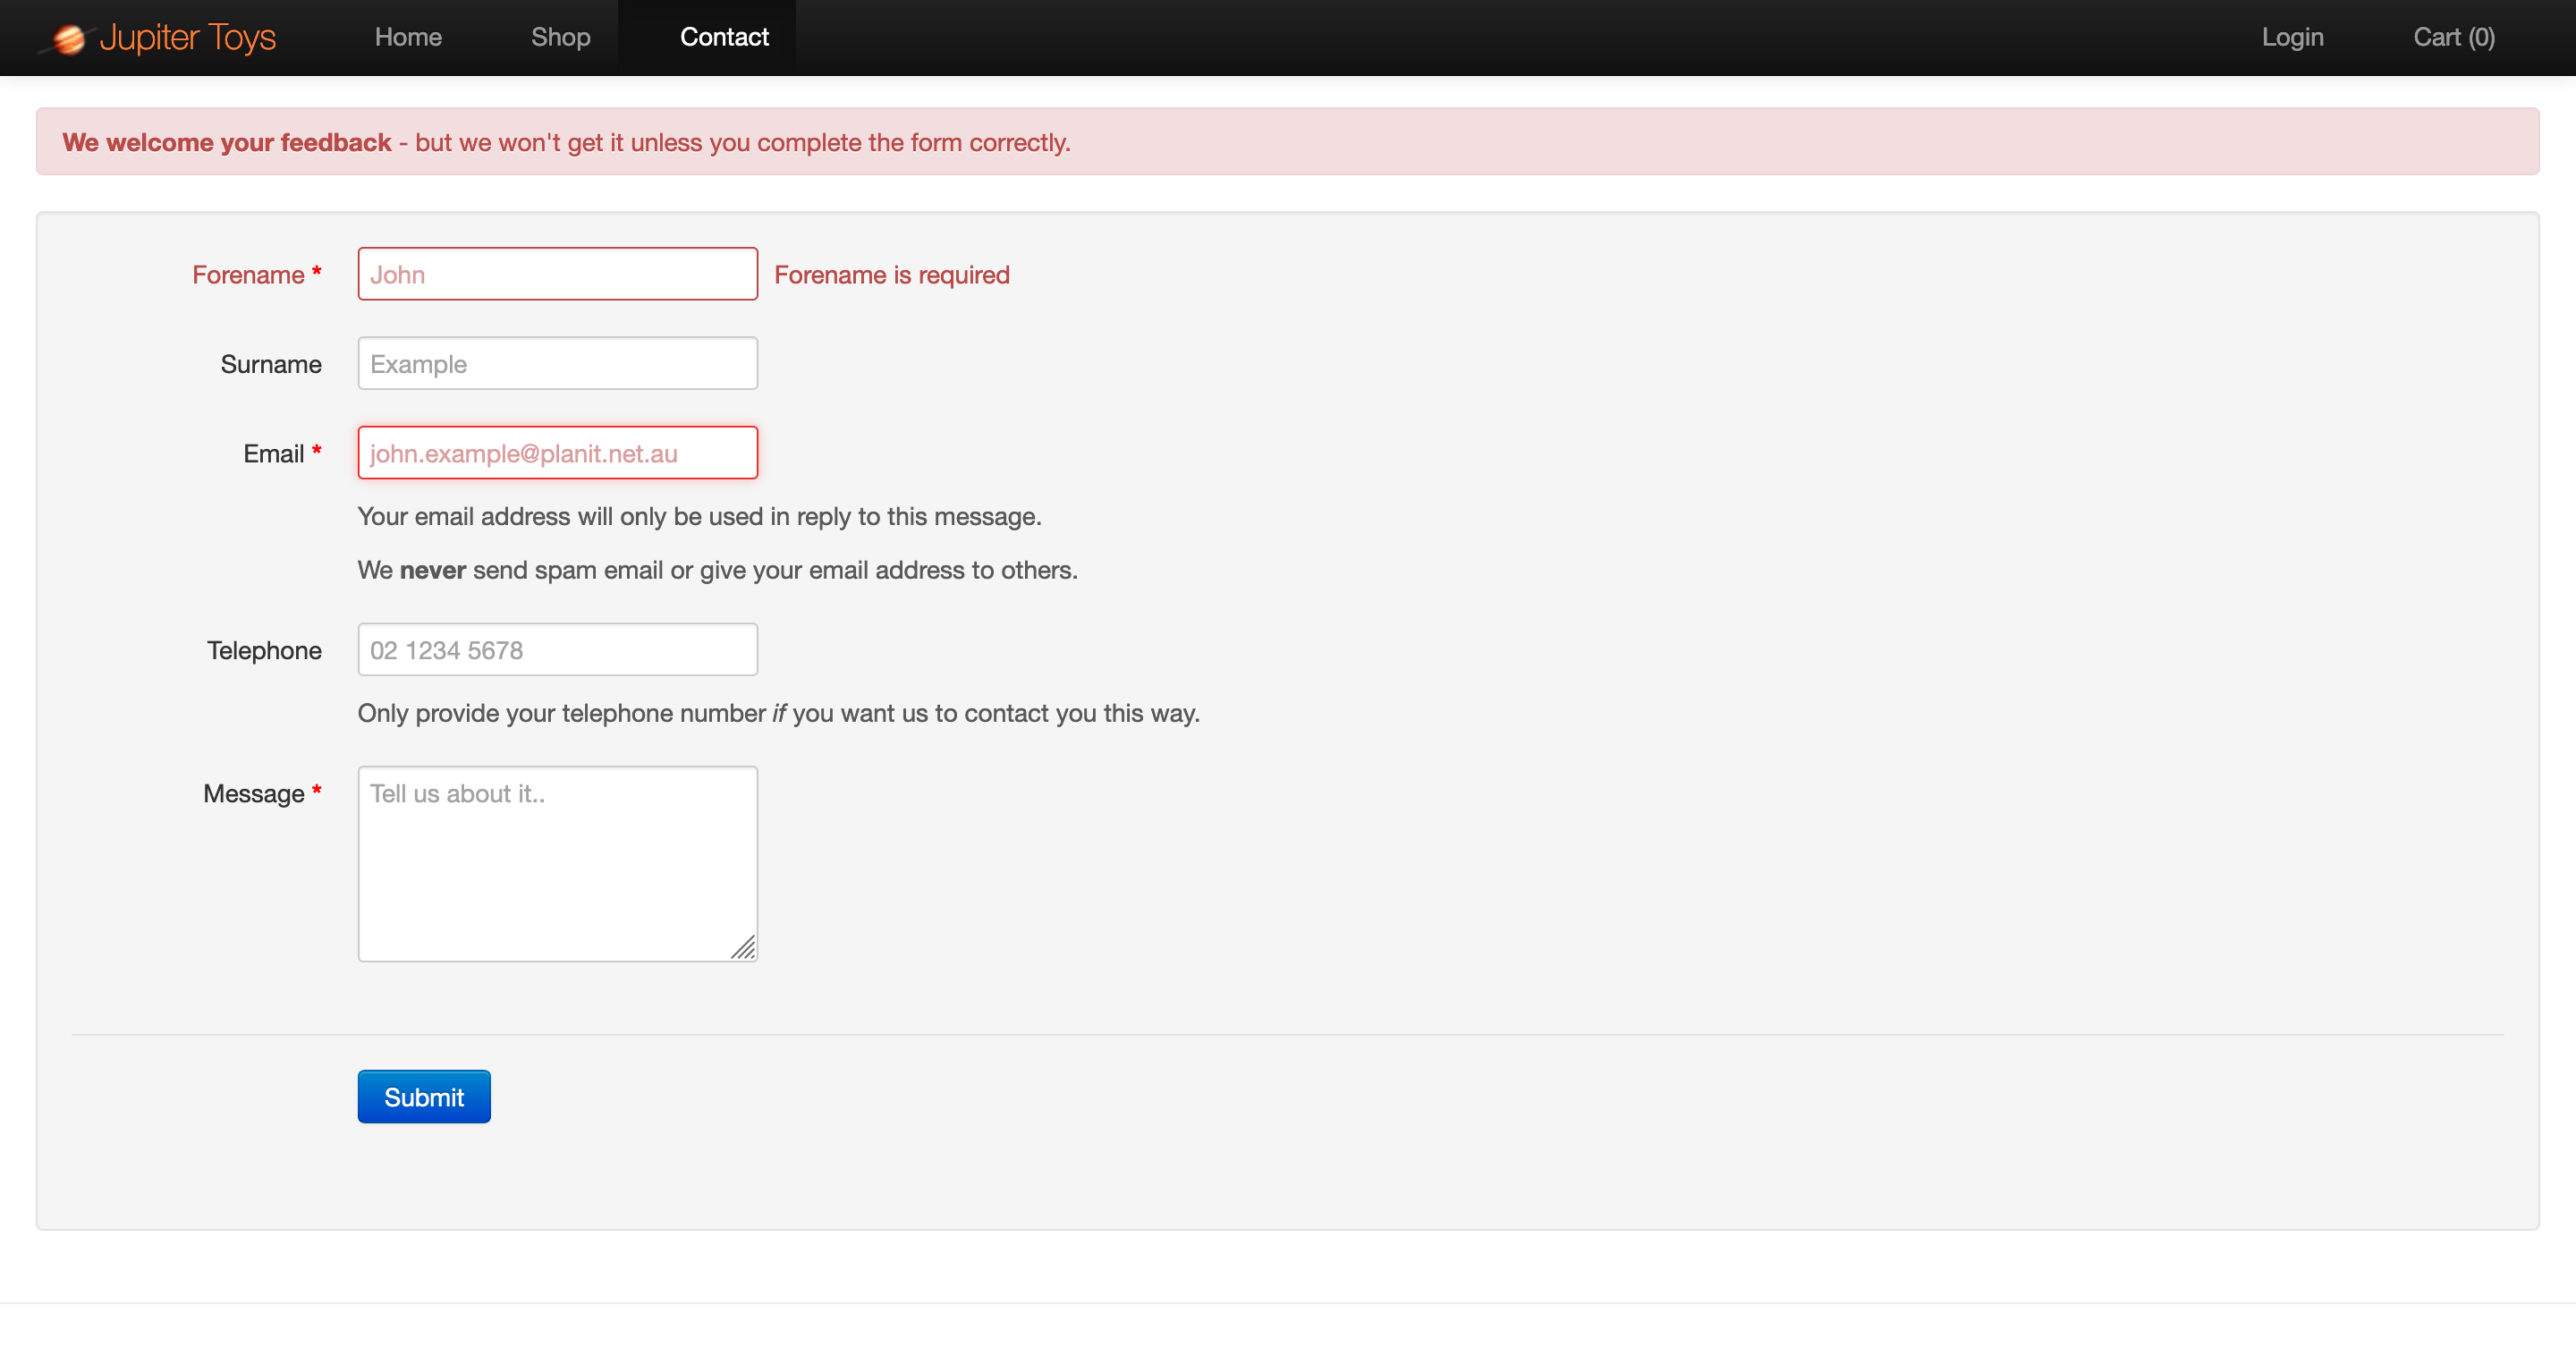 Jupiter Toys Home Shop Contact Login Cart (0)
We welcome your feedback - but we won't get it unless you complete the form correctly.
Forename * John Forename is required
Surname Example
Email * john.example@planit.net.au
Your email address will only be used in reply to this message.
We never send spam email or give your email address to others.
Telephone 02 1234 5678
Only provide your telephone number if you want us to contact you this way.
Message * Tell us about it..
Submit